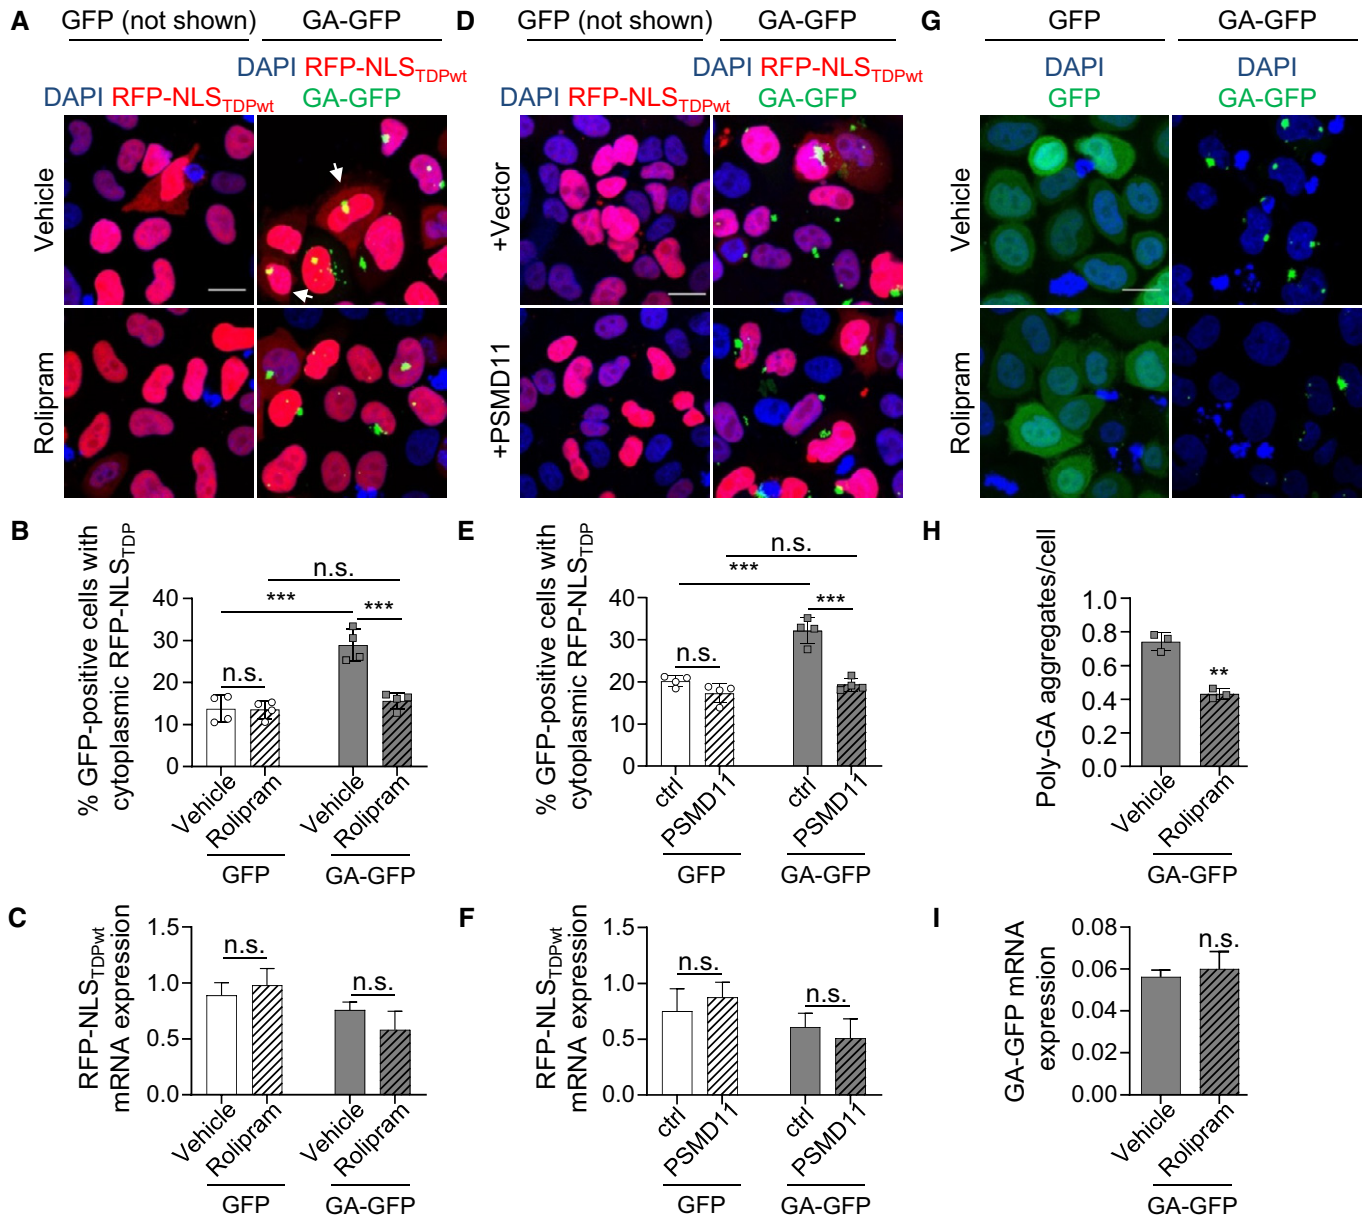 A
GFP (not shown)
GA-GFP
DAPI RFP-NLSTDPwt
DAPI RFP-NLSTDPwt
GA-GFP
Vehicle
Rolipram
D
GFP (not shown)
GA-GFP
DAPI RFP-NLSTDPwt
DAPI RFP-NLSTDPwt
GA-GFP
+Vector
+PSMD11
G
GFP
GA-GFP
DAPI
GFP
DAPI
GA-GFP
Vehicle
Rolipram
B
% GFP-positive cells with
cytoplasmic RFP-NLSTDP
40
30
20
10
0
n.s.
***
***
n.s.
Vehicle
Rolipram
Vehicle
Rolipram
GFP
GA-GFP
E
% GFP-positive cells with
cytoplasmic RFP-NLSTDP
40
30
20
10
0
n.s.
***
***
n.s.
ctrl
PSMD11
ctrl
PSMD11
GFP
GA-GFP
H
Poly-GA aggregates/cell
1.0
0.8
0.6
0.4
0.2
0.0
**
Vehicle
Rolipram
GA-GFP
C
RFP-NLSTDPwt
mRNA expression
1.5
1.0
0.5
0.0
n.s.
n.s.
Vehicle
Rolipram
Vehicle
Rolipram
GFP
GA-GFP
F
RFP-NLSTDPwt
mRNA expression
1.5
1.0
0.5
0.0
n.s.
n.s.
ctrl
PSMD11
ctrl
PSMD11
GFP
GA-GFP
I
GA-GFP mRNA
expression
0.08
0.06
0.04
0.02
0.00
n.s.
Vehicle
Rolipram
GA-GFP